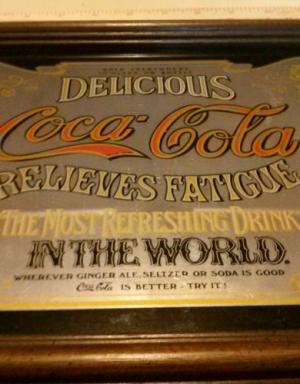 DELICIOUS
Coca-Cola
RELIEVES FATIGUE
THE MOST REFRESHING DRINK
IN THE WORLD.
WHEREVER GINGER ALE, SELTZER OR SODA IS GOOD
Coca-Cola IS BETTER - TRY IT!